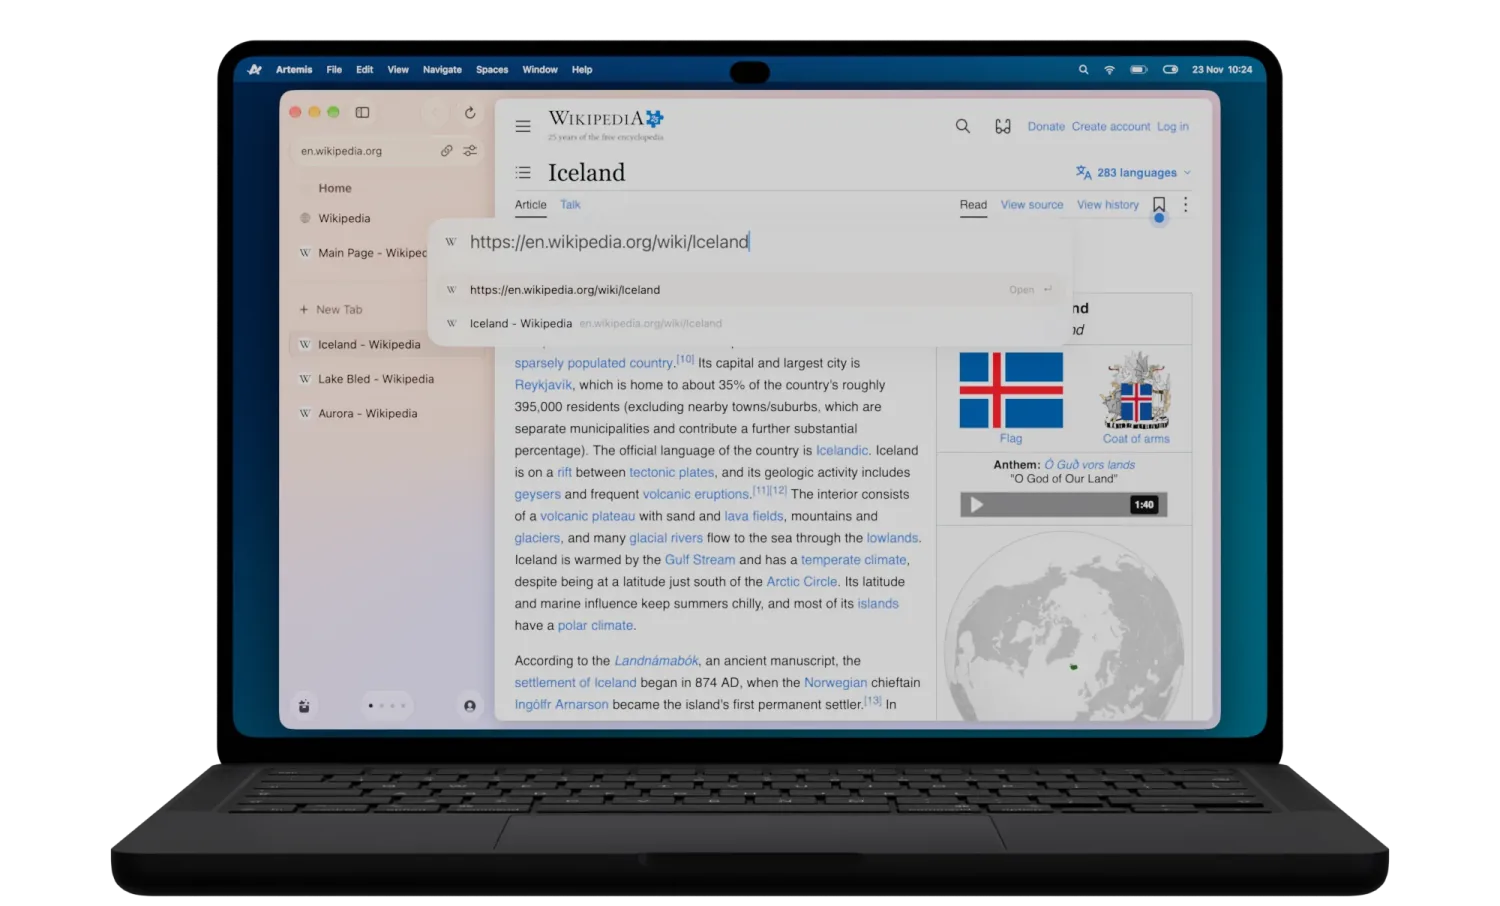 Artemis File Edit View Navigate Spaces Window Help
23 Nov 10:24
en.wikipedia.org
Home
Wikipedia
Main Page - Wikiped
+ New Tab
Iceland - Wikipedia
Lake Bed - Wikipedia
Aurora - Wikipedia
WIKIPEDIA 25
25 years of the free encyclopedia
Donate Create account Log in
Iceland
283 languages
Article Talk
Read View source View history
W https://en.wikipedia.org/wiki/Iceland
W https://en.wikipedia.org/wiki/Iceland Open
W Iceland - Wikipedia en.wikipedia.org/wiki/Iceland
sparsely populated country.[10] Its capital and largest city is
Reykjavík, which is home to about 35% of the country's roughly
395,000 residents (excluding nearby towns/suburbs, which are
separate municipalities and contribute a further substantial
percentage). The official language of the country is Icelandic. Iceland
is on a rift between tectonic plates, and its geologic activity includes
geysers and frequent volcanic eruptions.[11][12] The interior consists
of a volcanic plateau with sand and lava fields, mountains and
glaciers, and many glacial rivers flow to the sea through the lowlands.
Iceland is warmed by the Gulf Stream and has a temperate climate,
despite being at a latitude just south of the Arctic Circle. Its latitude
and marine influence keep summers chilly, and most of its islands
have a polar climate.
According to the Landnámabók, an ancient manuscript, the
settlement of Iceland began in 874 AD, when the Norwegian chieftain
Ingólfr Arnarson became the island's first permanent settler.[13] In
nd
nd
Flag
Coat of arms
Anthem: Ó Guð vors lands
"O God of Our Land"
1:40